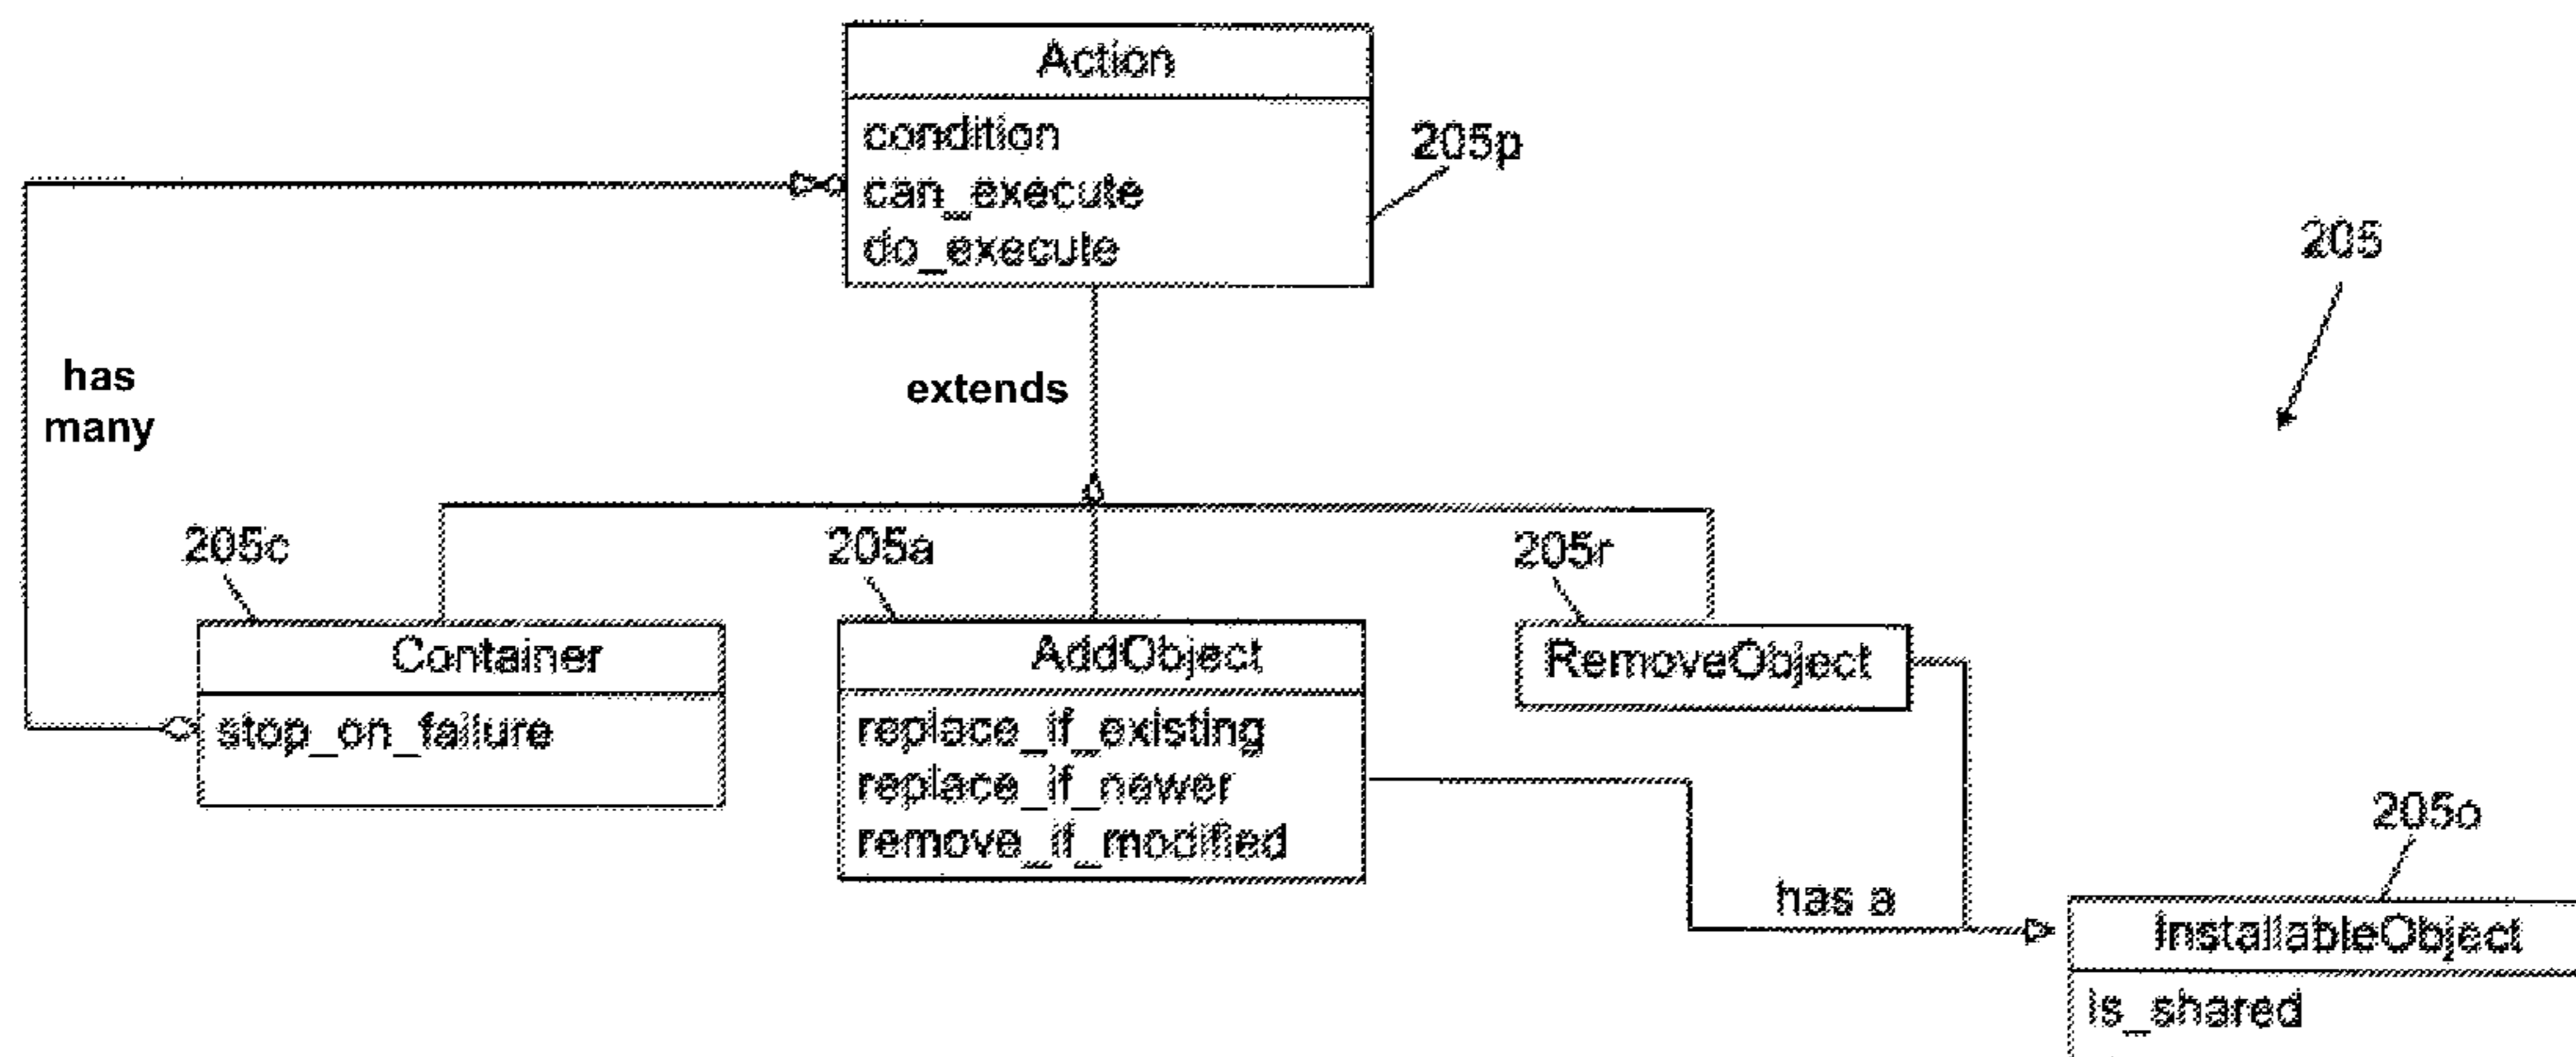 Action
condition
can_execute
do_execute
205p
205
has
many
extends
205c
205a
205r
Container
stop_on_failure
AddObject
replace_if_existing
replace_if_newer
remove_if_modified
RemoveObject
has a
205o
InstallableObject
is_shared